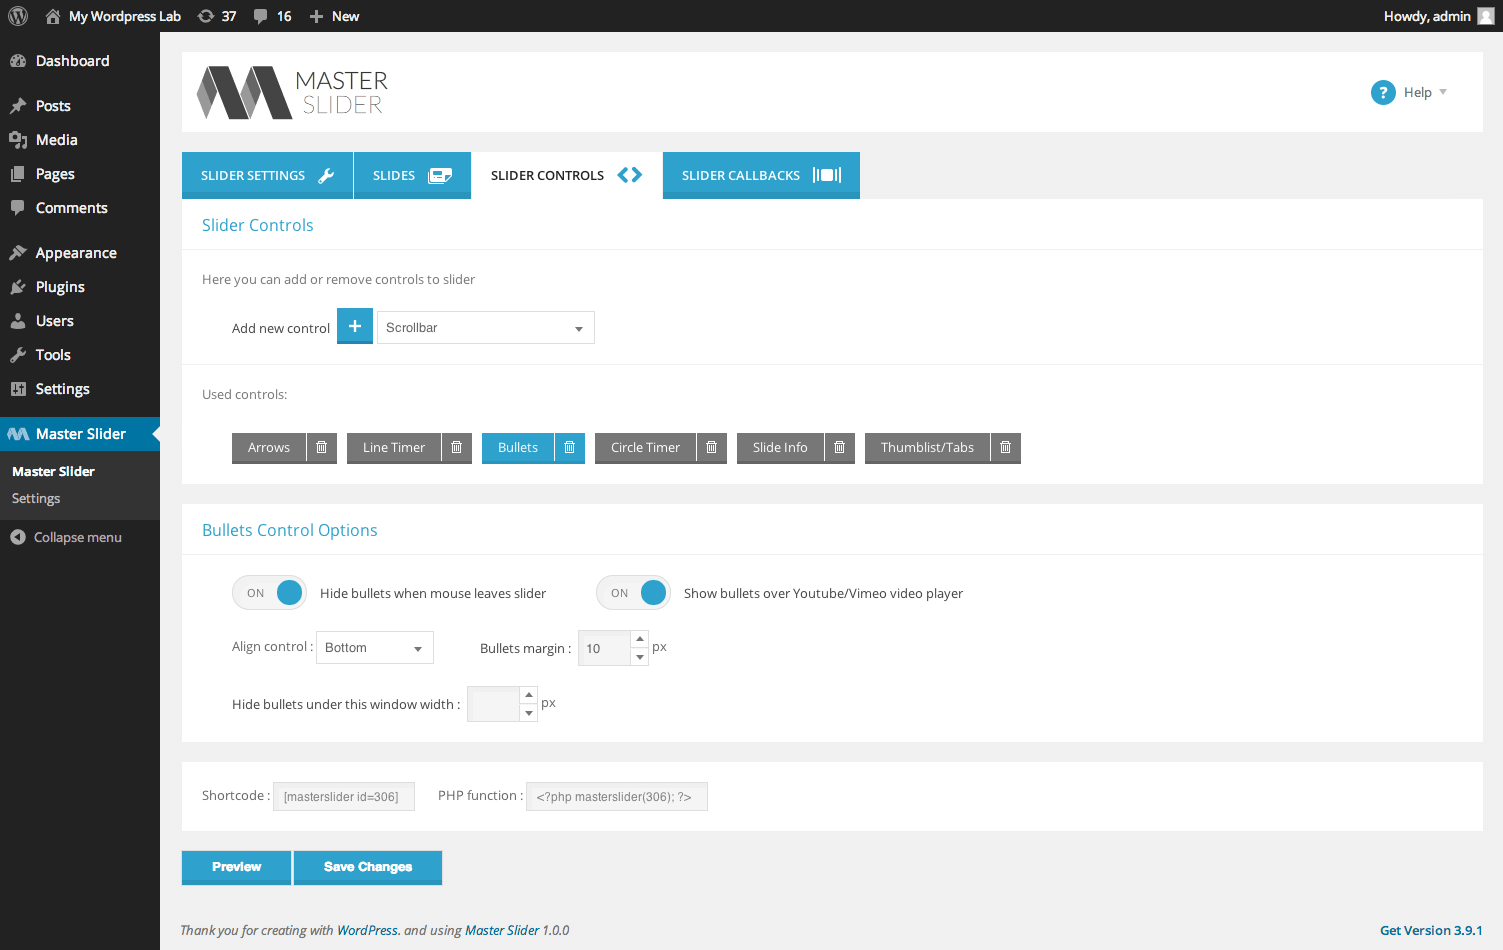 My Wordpress Lab 37 16 New Howdy, admin
Dashboard
Posts
Media
Pages
Comments
Appearance
Plugins
Users
Tools
Settings
Master Slider
Master Slider
Settings
Collapse menu
MASTER
SLIDER
? Help
SLIDER SETTINGS SLIDES SLIDER CONTROLS SLIDER CALLBACKS
Slider Controls
Here you can add or remove controls to slider
Add new control + Scrollbar
Used controls:
Arrows Line Timer Bullets Circle Timer Slide Info Thumblist/Tabs
Bullets Control Options
ON Hide bullets when mouse leaves slider ON Show bullets over Youtube/Vimeo video player
Align control : Bottom Bullets margin : 10 px
Hide bullets under this window width : px
Shortcode : [masterslider id=306] PHP function : <?php masterslider(306); ?>
Preview Save Changes
Thank you for creating with WordPress. and using Master Slider 1.0.0 Get Version 3.9.1